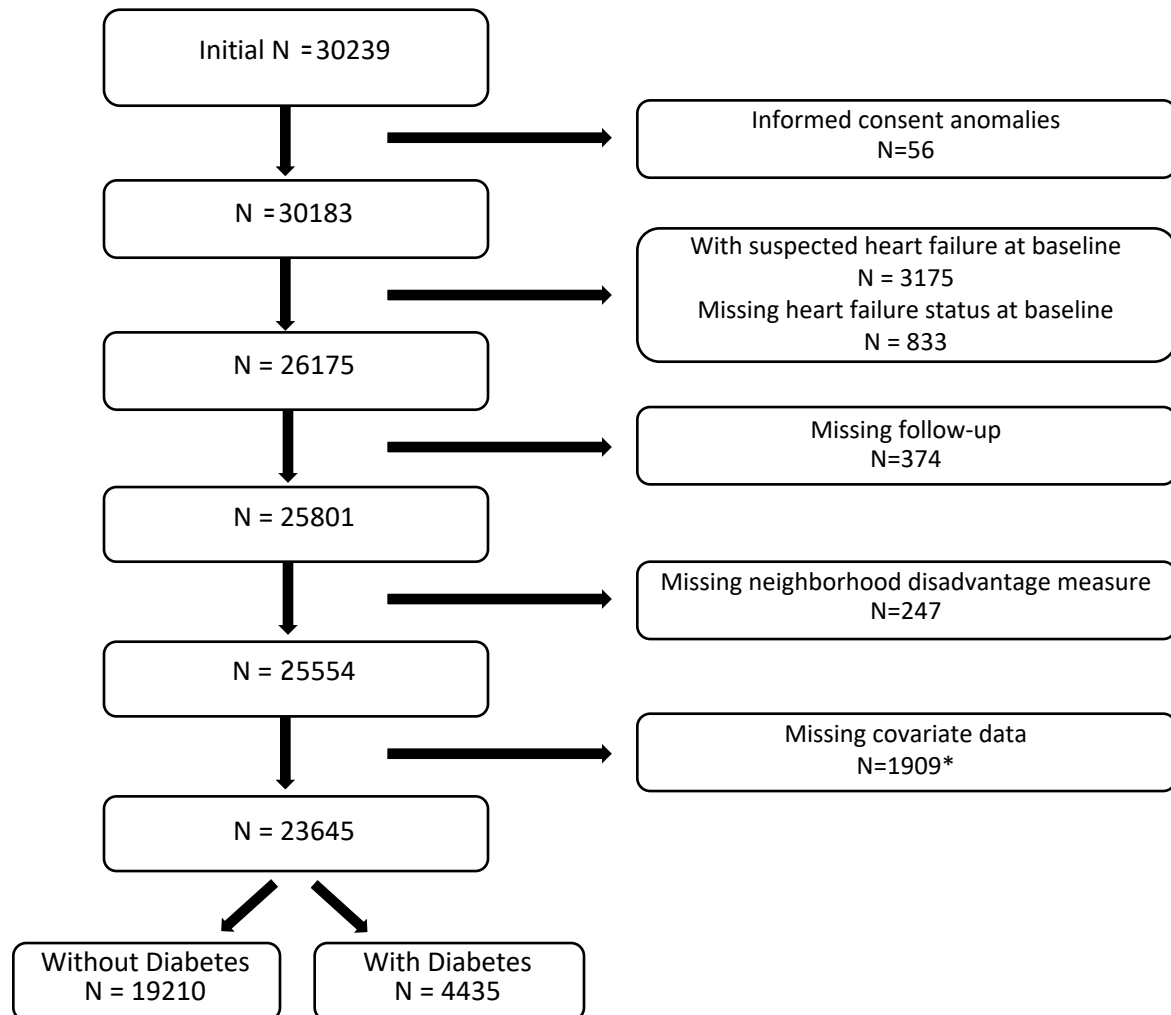 Initial N = 30239
Informed consent anomalies
N=56
N = 30183
With suspected heart failure at baseline
N = 3175
Missing heart failure status at baseline
N = 833
N = 26175
Missing follow-up
N=374
N = 25801
Missing neighborhood disadvantage measure
N=247
N = 25554
Missing covariate data
N=1909*
N = 23645
Without Diabetes
N = 19210
With Diabetes
N = 4435